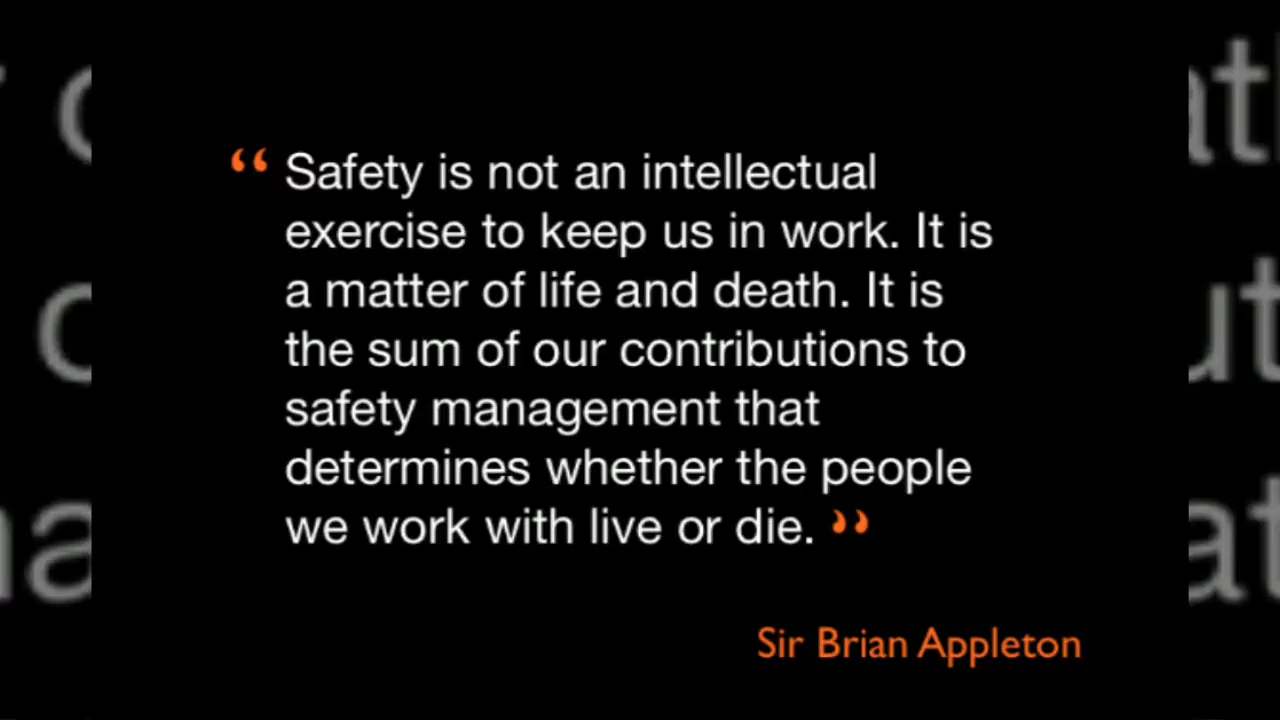 “ Safety is not an intellectual
exercise to keep us in work. It is
a matter of life and death. It is
the sum of our contributions to
safety management that
determines whether the people
we work with live or die. ”
Sir Brian Appleton